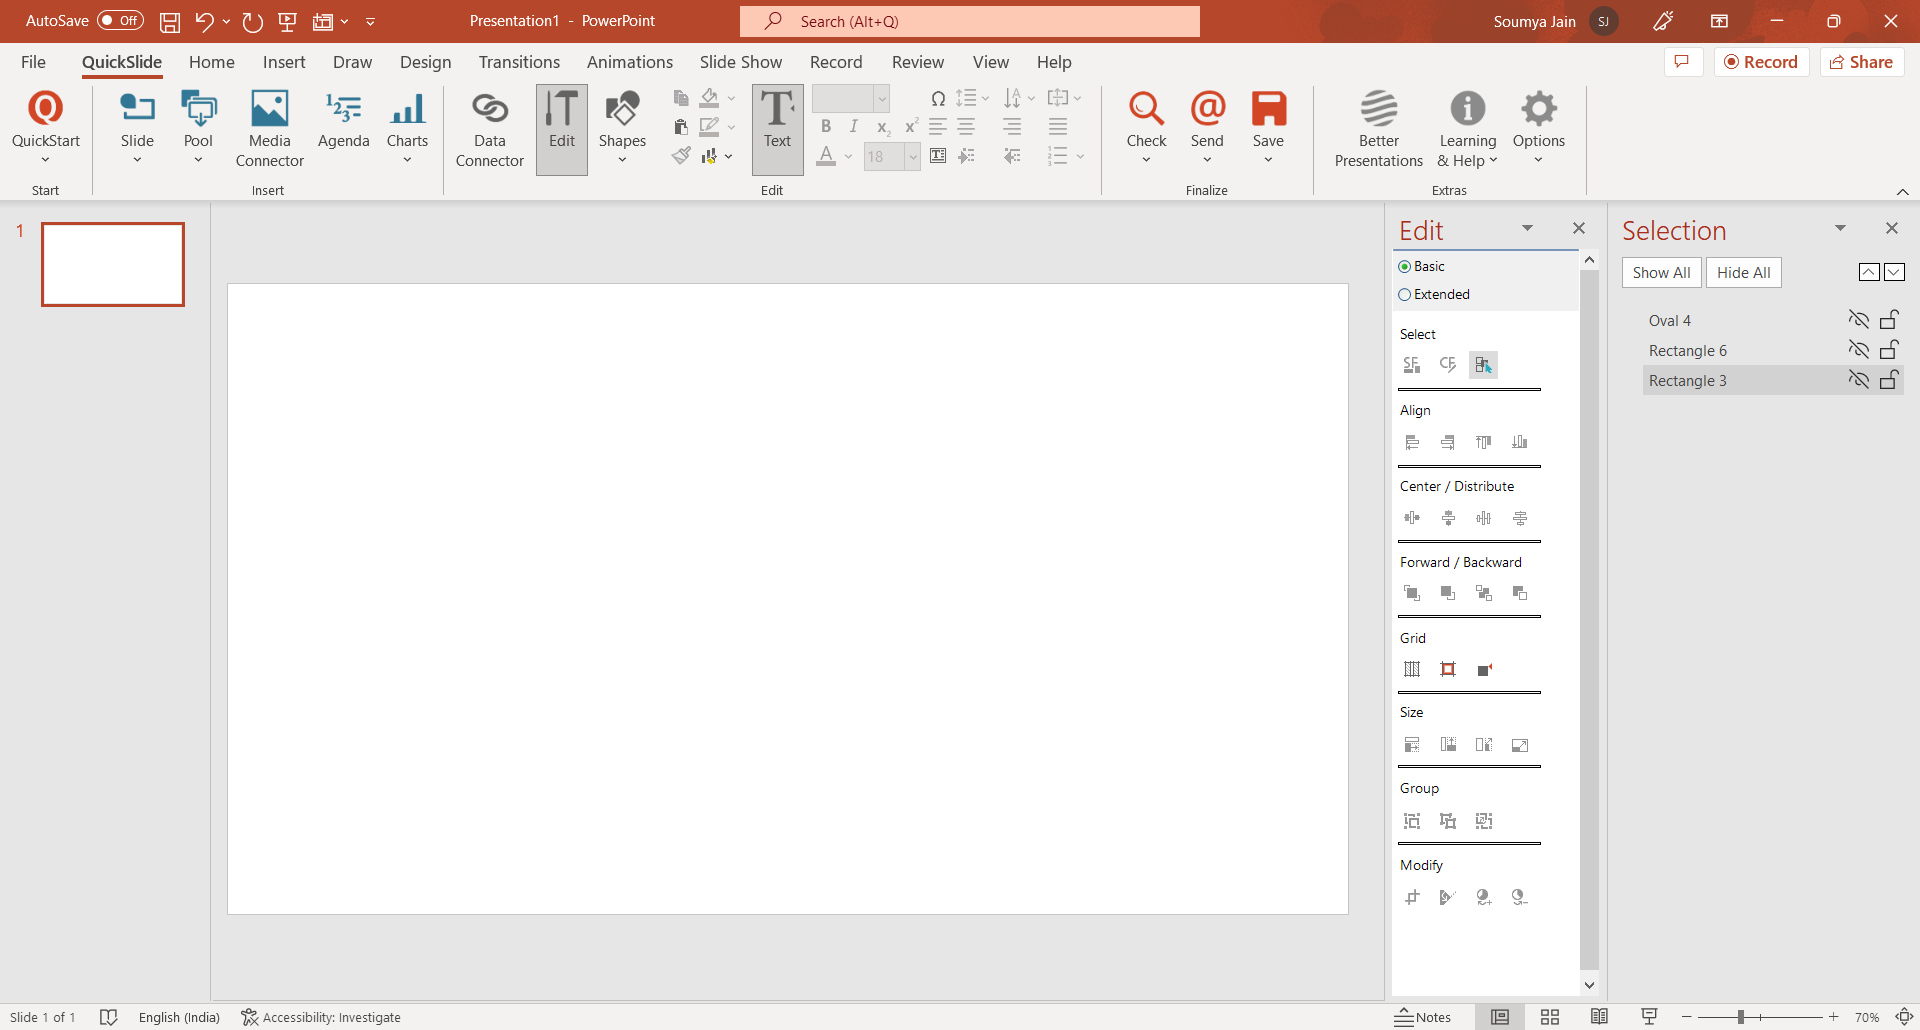 AutoSave Off Presentation1 - PowerPoint Search (Alt+Q) Soumya Jain SJ
File QuickSlide Home Insert Draw Design Transitions Animations Slide Show Record Review View Help Record Share
QuickStart Slide Pool Media Connector Agenda Charts Data Connector Edit Shapes Text B I x₂ x² A 18 Check Send Save Better Presentations Learning & Help Options
Start Insert Edit Finalize Extras
1
Edit
Basic
Extended
Select
Align
Center / Distribute
Forward / Backward
Grid
Size
Group
Modify
Selection
Show All Hide All
Oval 4
Rectangle 6
Rectangle 3
Slide 1 of 1 English (India) Accessibility: Investigate Notes 70%